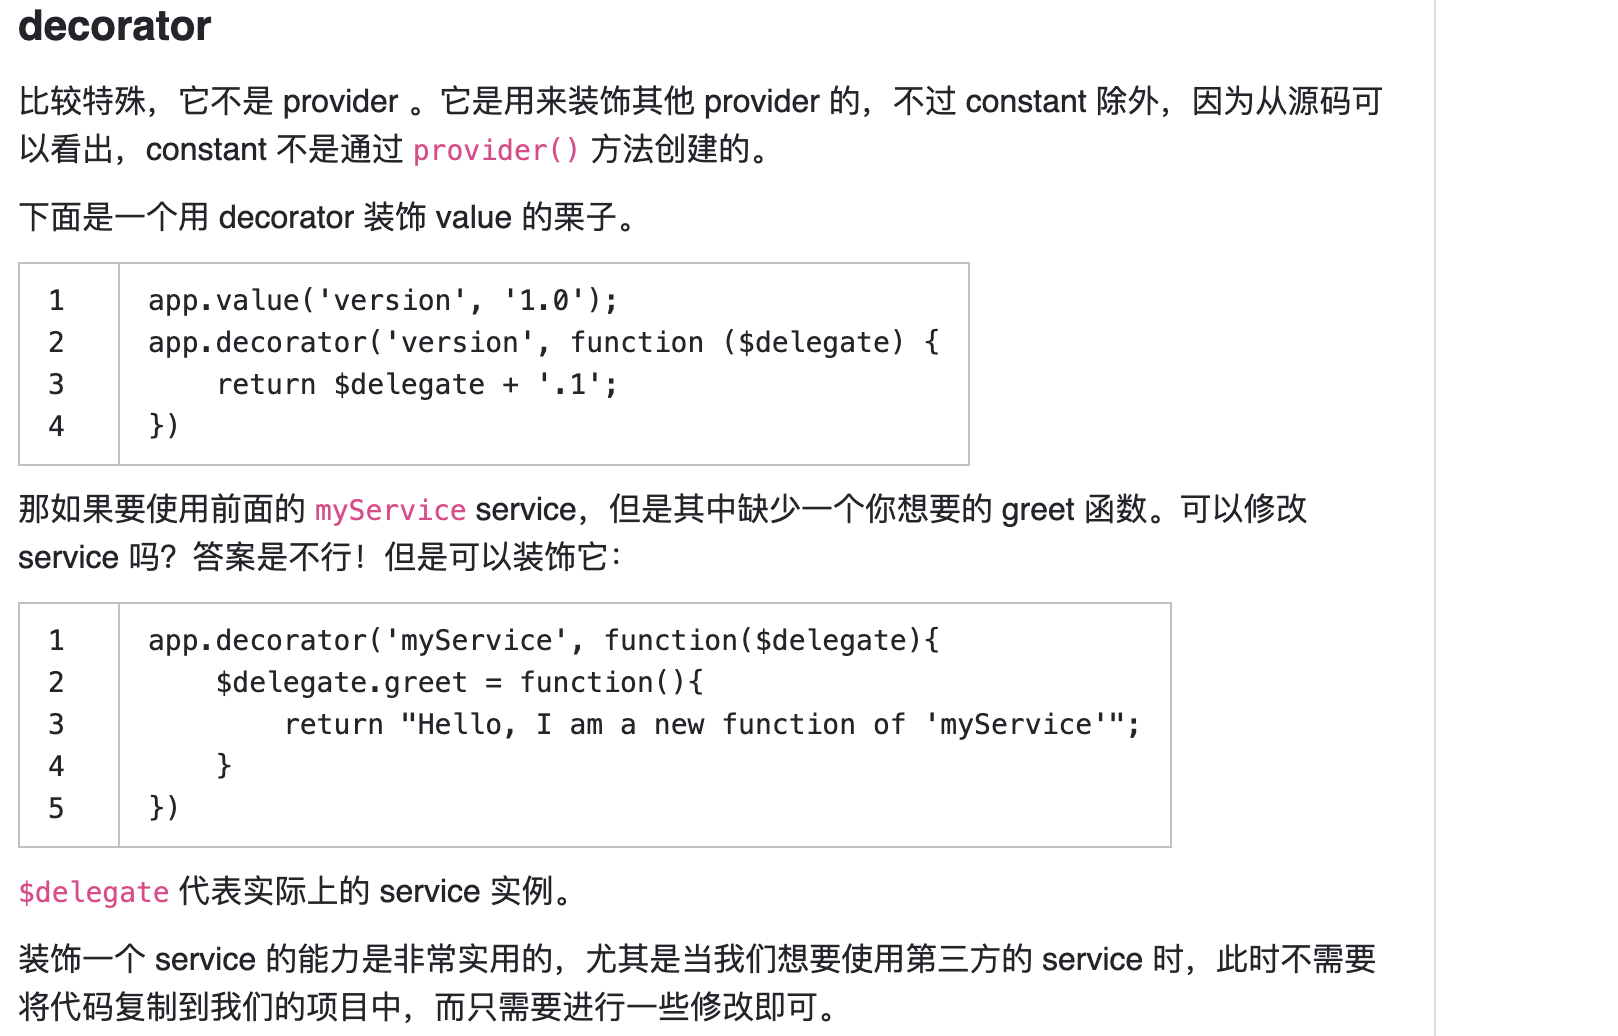 decorator
比较特殊，它不是 provider 。它是用来装饰其他 provider 的，不过 constant 除外，因为从源码可
以看出，constant 不是通过 provider() 方法创建的。
下面是一个用 decorator 装饰 value 的栗子。
1 app.value('version', '1.0');
2 app.decorator('version', function ($delegate) {
3     return $delegate + '.1';
4 })
那如果要使用前面的 myService service，但是其中缺少一个你想要的 greet 函数。可以修改
service 吗？答案是不行！但是可以装饰它：
1 app.decorator('myService', function($delegate){
2     $delegate.greet = function(){
3         return "Hello, I am a new function of 'myService'";
4     }
5 })
$delegate 代表实际上的 service 实例。
装饰一个 service 的能力是非常实用的，尤其是当我们想要使用第三方的 service 时，此时不需要
将代码复制到我们的项目中，而只需要进行一些修改即可。